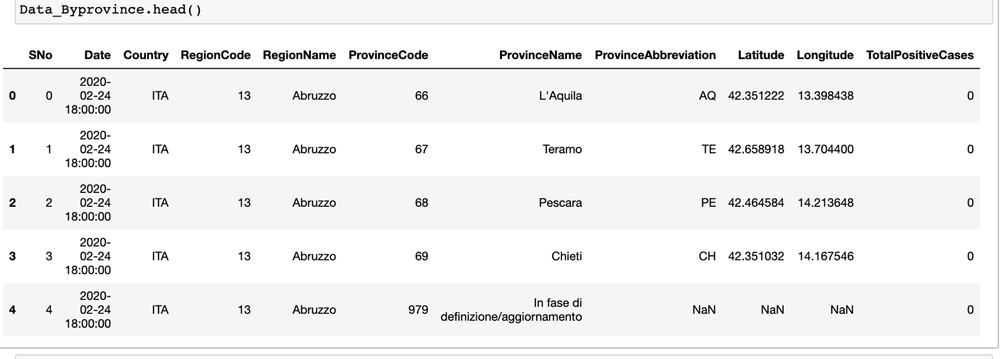 Data_Byprovince.head()
SNo Date Country RegionCode RegionName ProvinceCode ProvinceName ProvinceAbbreviation Latitude Longitude TotalPositiveCases
2020-
0 0 02-24 ITA 13 Abruzzo 66 L'Aquila AQ 42.351222 13.398438 0
18:00:00
2020-
1 1 02-24 ITA 13 Abruzzo 67 Teramo TE 42.658918 13.704400 0
18:00:00
2020-
2 2 02-24 ITA 13 Abruzzo 68 Pescara PE 42.464584 14.213648 0
18:00:00
2020-
3 3 02-24 ITA 13 Abruzzo 69 Chieti CH 42.351032 14.167546 0
18:00:00
2020- In fase di
4 4 02-24 ITA 13 Abruzzo 979 definizione/aggiornamento NaN NaN NaN 0
18:00:00